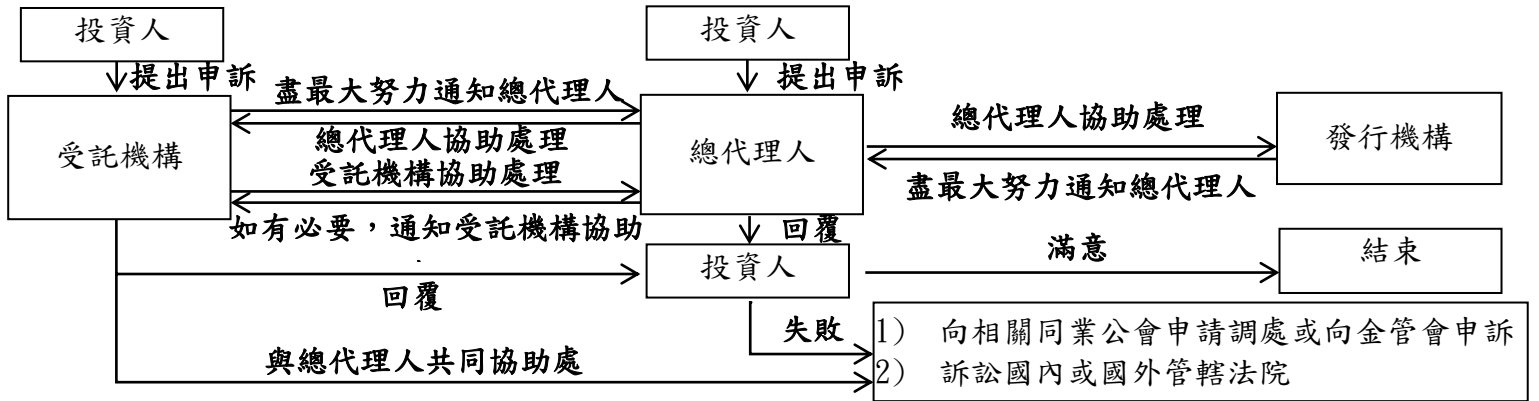 投資人
投資人
提出申訴
提出申訴
盡最大努力通知總代理人
總代理人協助處理
受託機構協助處理
如有必要，通知受託機構協助
受託機構
總代理人
總代理人協助處理
盡最大努力通知總代理人
發行機構
回覆
投資人
滿意
結束
回覆
失敗
與總代理人共同協助處
1) 向相關同業公會申請調處或向金管會申訴
2) 訴訟國內或國外管轄法院